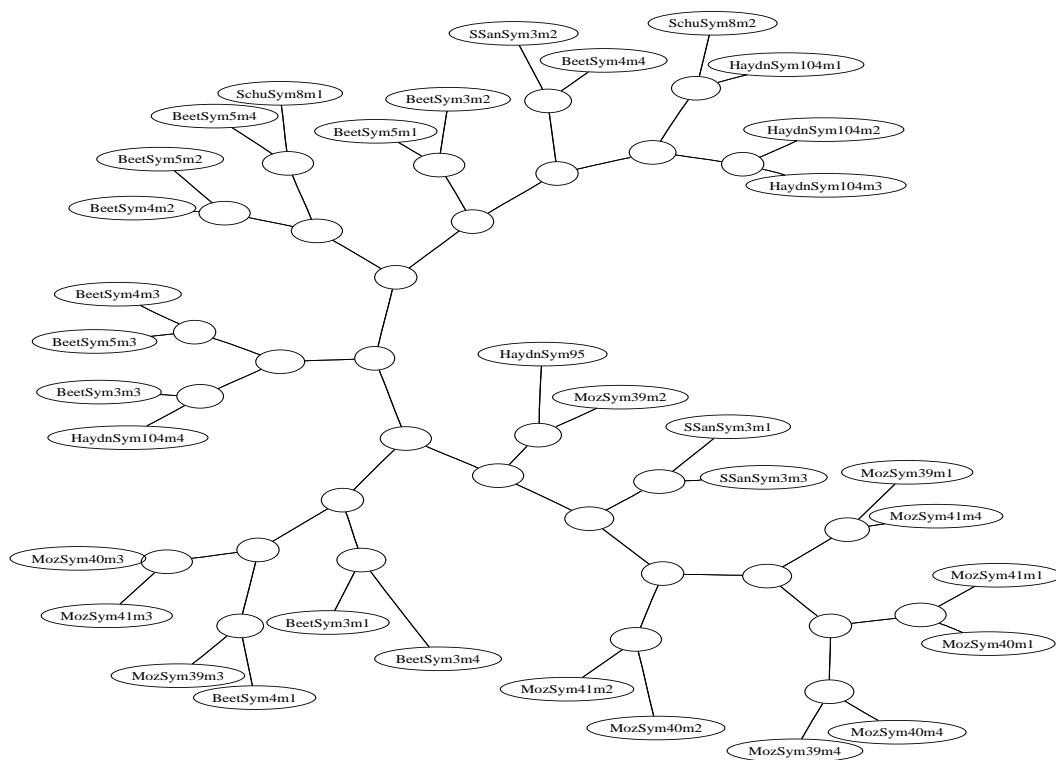 SchuSym8m2
SSanSym3m2
BeetSym4m4
HaydnSym104m1
SchuSym8m1
BeetSym3m2
BeetSym5m4
BeetSym5m1
HaydnSym104m2
BeetSym5m2
HaydnSym104m3
BeetSym4m2
BeetSym4m3
BeetSym5m3
HaydnSym95
BeetSym3m3
MozSym39m2
HaydnSym104m4
SSanSym3m1
MozSym39m1
SSanSym3m3
MozSym41m4
MozSym40m3
MozSym41m1
MozSym41m3
BeetSym3m1
MozSym40m1
BeetSym3m4
MozSym39m3
MozSym41m2
BeetSym4m1
MozSym40m2
MozSym40m4
MozSym39m4